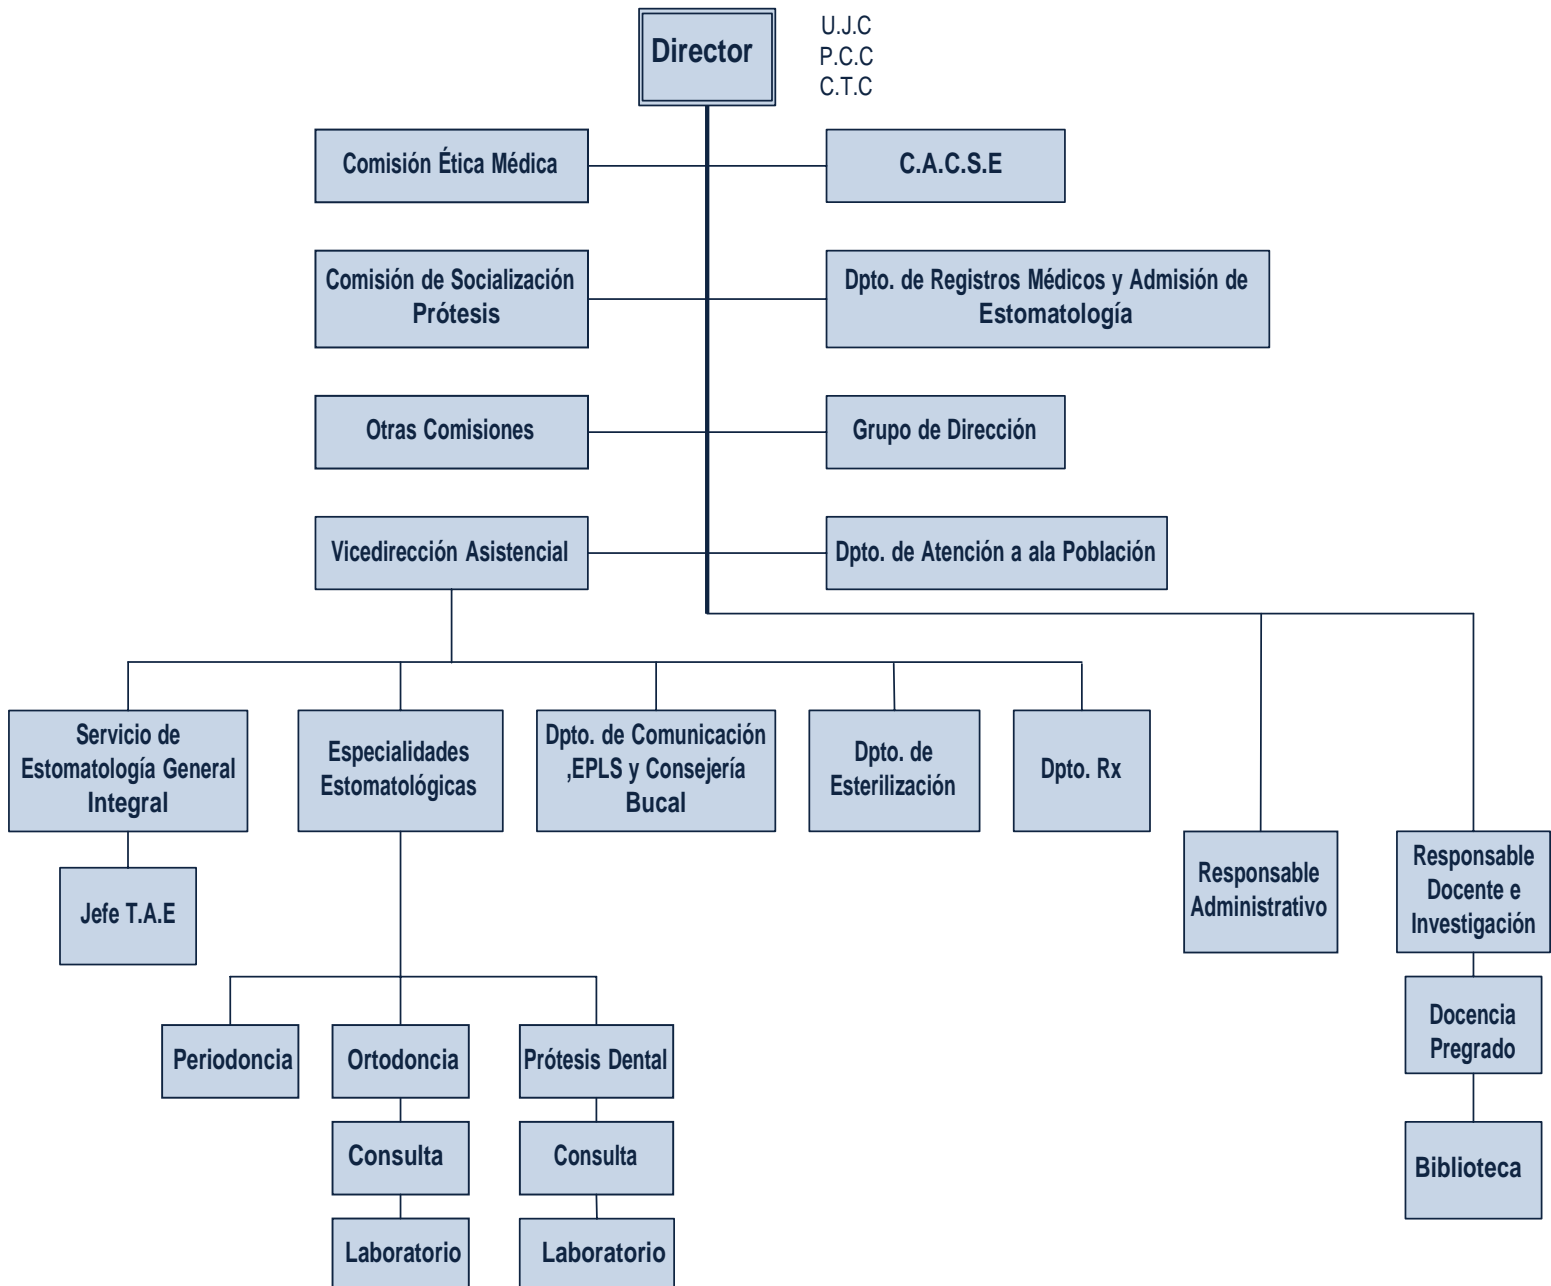 Director
U.J.C
P.C.C
C.T.C
Comisión Ética Médica
C.A.C.S.E
Comisión de Socialización
Prótesis
Dpto. de Registros Médicos y Admisión de
Estomatología
Otras Comisiones
Grupo de Dirección
Vicedirección Asistencial
Dpto. de Atención a ala Población
Servicio de
Estomatología General
Integral
Especialidades
Estomatológicas
Dpto. de Comunicación
,EPLS y Consejería
Bucal
Dpto. de
Esterilización
Dpto. Rx
Responsable
Administrativo
Responsable
Docente e
Investigación
Jefe T.A.E
Docencia
Pregrado
Periodoncia
Ortodoncia
Prótesis Dental
Consulta
Consulta
Biblioteca
Laboratorio
Laboratorio